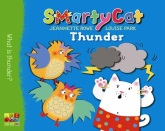 SMartyCat
JEANNETTE ROWE LOUISE PARK
Thunder
What is thunder?